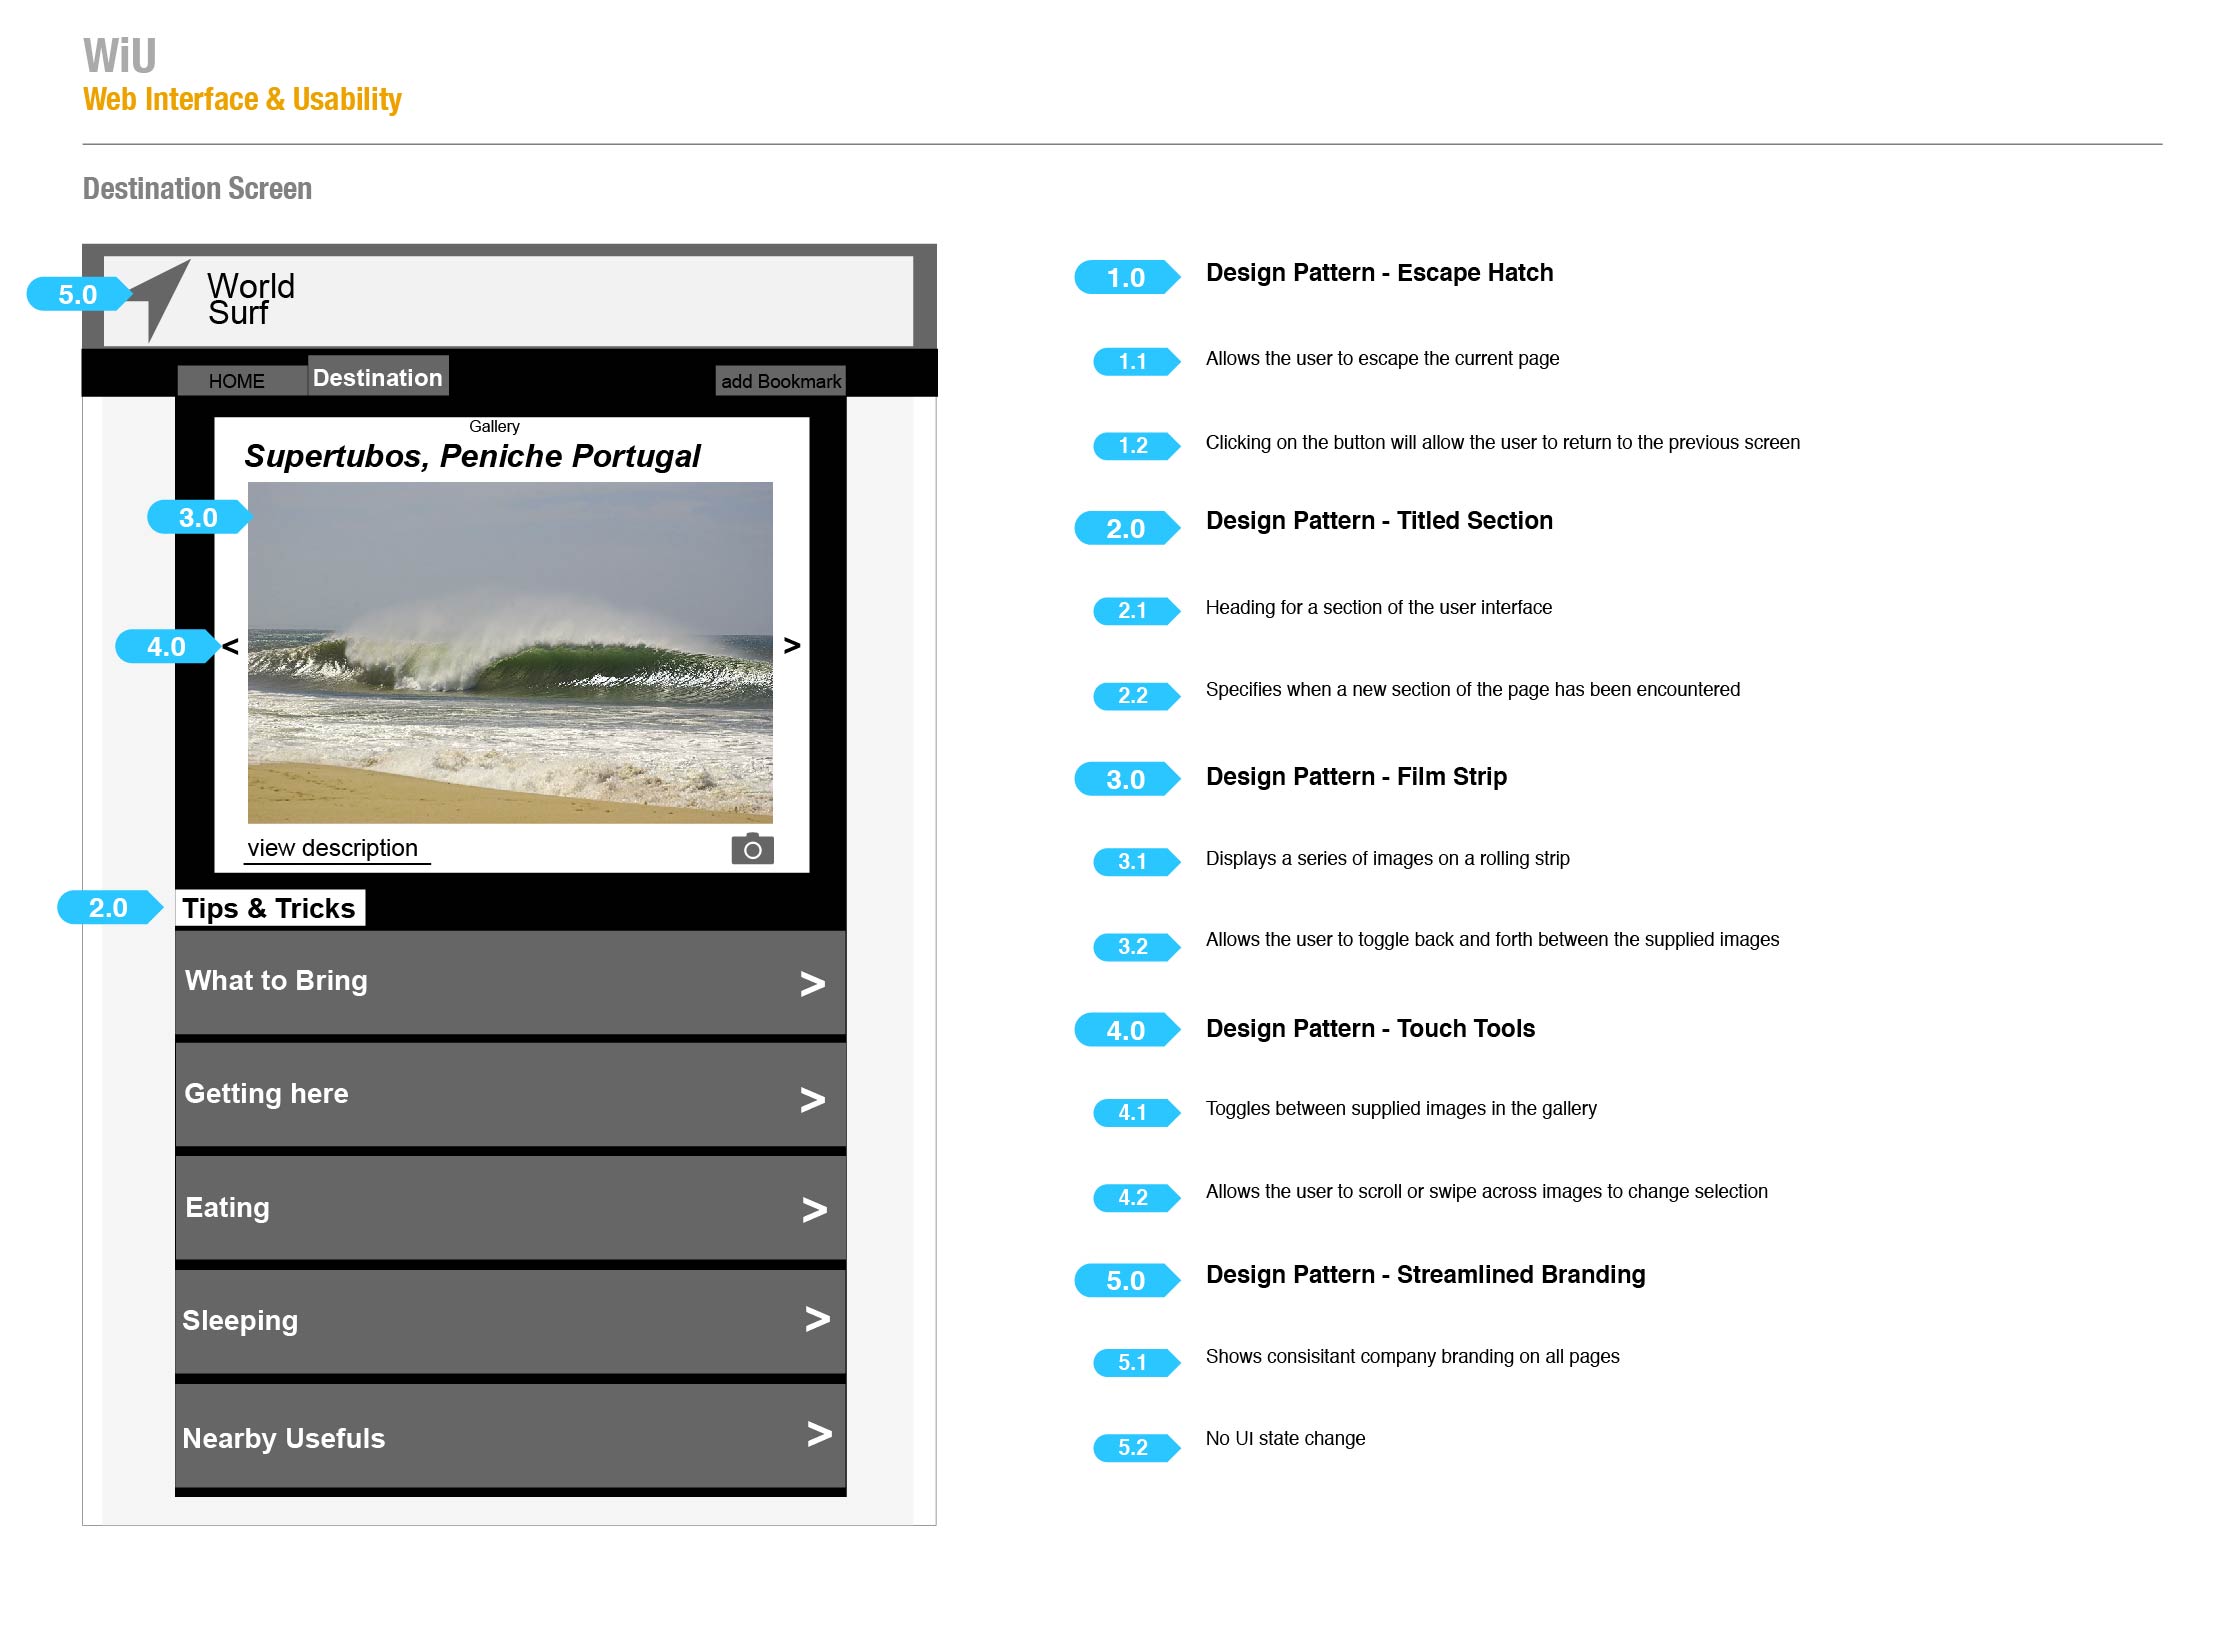 WiU
Web Interface & Usability
Destination Screen
5.0
World
Surf
HOME
Destination
add Bookmark
Gallery
Supertubos, Peniche Portugal
3.0
4.0
<
>
view description
2.0
Tips & Tricks
What to Bring >
Getting here >
Eating >
Sleeping >
Nearby Usefuls >
1.0 Design Pattern - Escape Hatch
1.1 Allows the user to escape the current page
1.2 Clicking on the button will allow the user to return to the previous screen
2.0 Design Pattern - Titled Section
2.1 Heading for a section of the user interface
2.2 Specifies when a new section of the page has been encountered
3.0 Design Pattern - Film Strip
3.1 Displays a series of images on a rolling strip
3.2 Allows the user to toggle back and forth between the supplied images
4.0 Design Pattern - Touch Tools
4.1 Toggles between supplied images in the gallery
4.2 Allows the user to scroll or swipe across images to change selection
5.0 Design Pattern - Streamlined Branding
5.1 Shows consisitant company branding on all pages
5.2 No UI state change